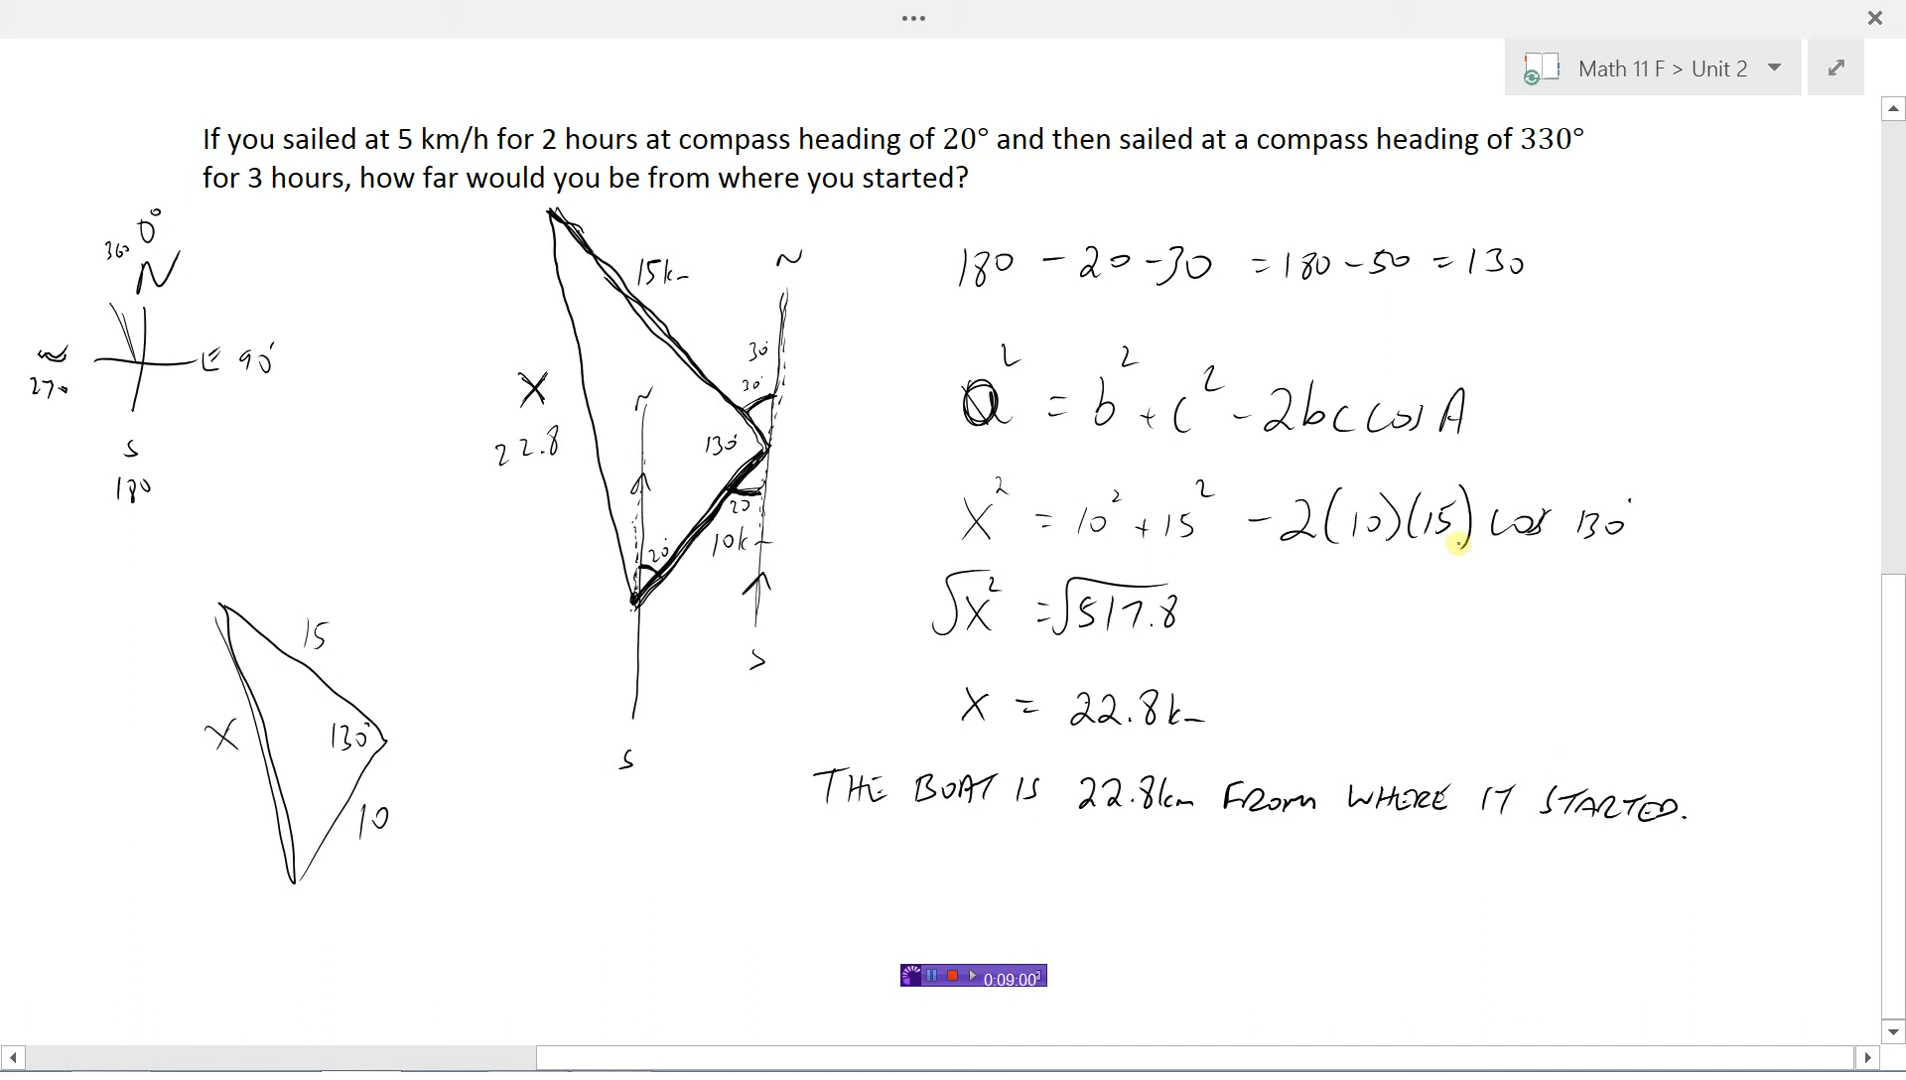 Math 11 F > Unit 2
If you sailed at 5 km/h for 2 hours at compass heading of 20° and then sailed at a compass heading of 330°
for 3 hours, how far would you be from where you started?
360 0°
N
W E 90°
270
S
180
15km
N
30°
30°
X
N
22.8
130°
20
10km
20°
S
S
15
X
130°
10
180 - 20 - 30 = 180 - 50 = 130
a² = b² + c² - 2bc cos A
x² = 10² + 15² - 2(10)(15) cos 130°
√x² = √517.8
x = 22.8km
THE BOAT IS 22.8km FROM WHERE IT STARTED.
0:09:00